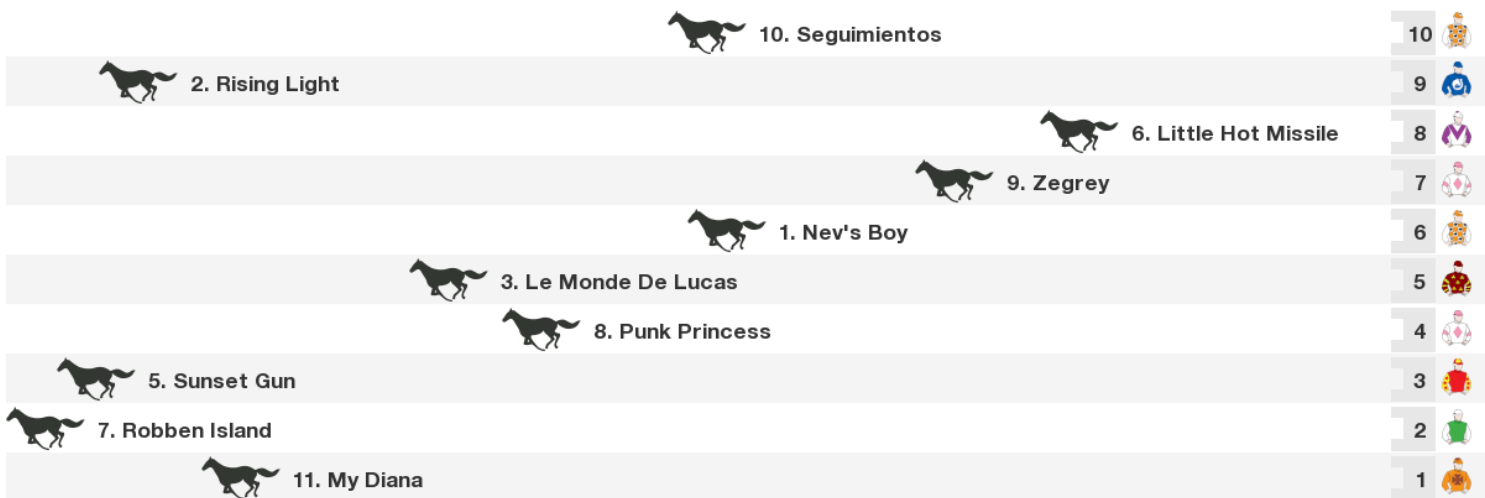 10. Seguimientos 10
2. Rising Light 9
6. Little Hot Missile 8
9. Zegrey 7
1. Nev's Boy 6
3. Le Monde De Lucas 5
8. Punk Princess 4
5. Sunset Gun 3
7. Robben Island 2
11. My Diana 1